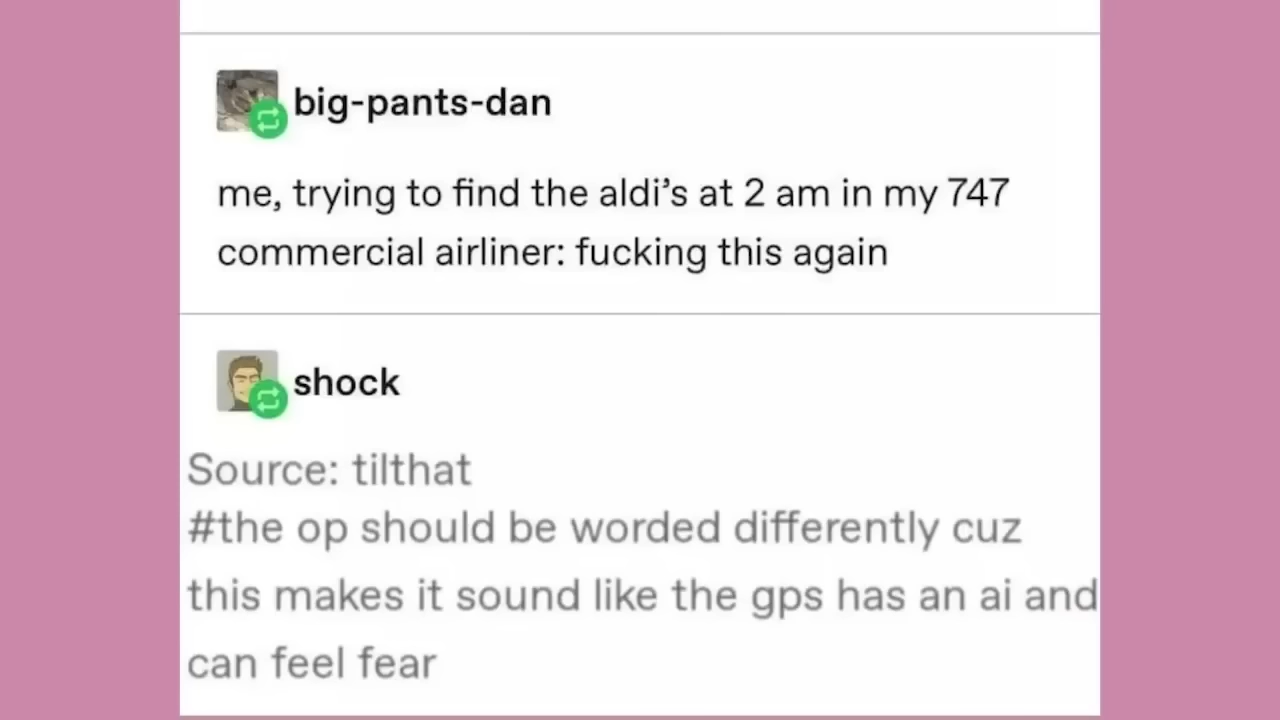 big-pants-dan
me, trying to find the aldi’s at 2 am in my 747
commercial airliner: fucking this again
shock
Source: tilthat
#the op should be worded differently cuz
this makes it sound like the gps has an ai and
can feel fear